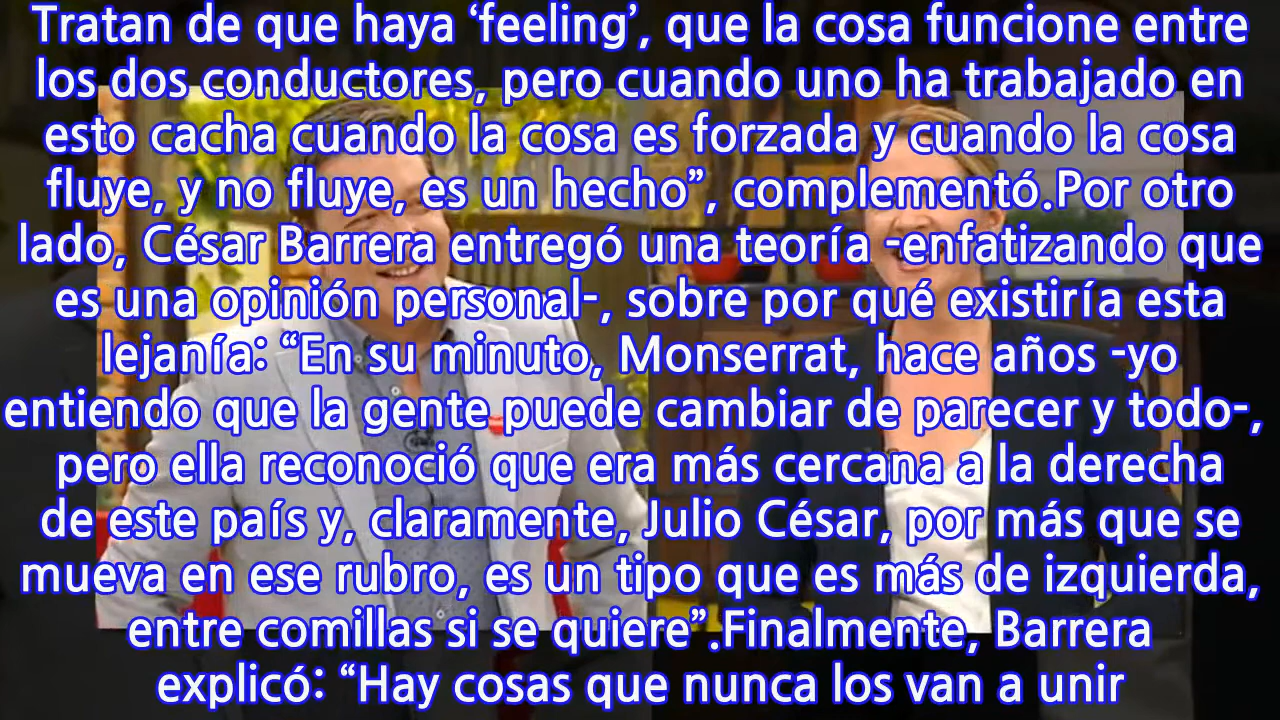 Tratan de que haya ‘feeling’, que la cosa funcione entre
los dos conductores, pero cuando uno ha trabajado en
esto cacha cuando la cosa es forzada y cuando la cosa
fluye, y no fluye, es un hecho”, complementó.Por otro
lado, César Barrera entregó una teoría -enfatizando que
es una opinión personal-, sobre por qué existiría esta
lejanía: “En su minuto, Monserrat, hace años -yo
entiendo que la gente puede cambiar de parecer y todo-,
pero ella reconoció que era más cercana a la derecha
de este país y, claramente, Julio César, por más que se
mueva en ese rubro, es un tipo que es más de izquierda,
entre comillas si se quiere”.Finalmente, Barrera
explicó: “Hay cosas que nunca los van a unir